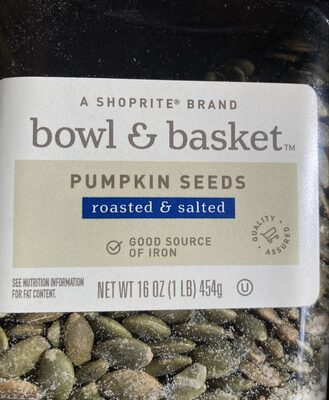 A SHOPRITE® BRAND
bowl & basket™
PUMPKIN SEEDS
roasted & salted
GOOD SOURCE
OF IRON
QUALITY
ASSURED
SEE NUTRITION INFORMATION
FOR FAT CONTENT.
NET WT 16 OZ (1 LB) 454g
U